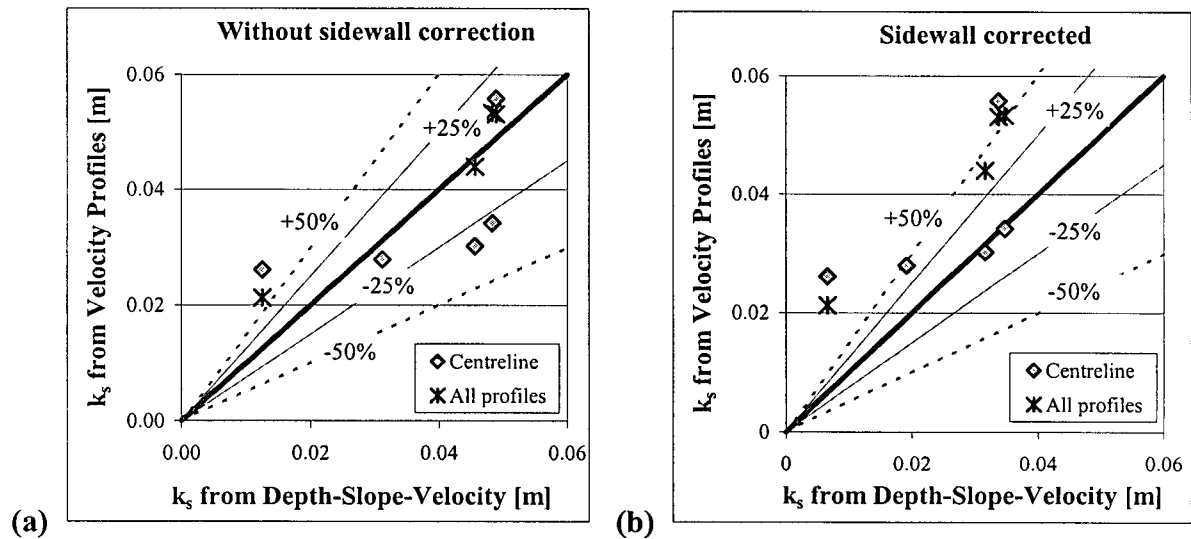 Without sidewall correction
k_s from Velocity Profiles [m]
0.06
0.04
0.02
0.00
+25%
+50%
-25%
-50%
Centreline
All profiles
0.00 0.02 0.04 0.06
k_s from Depth-Slope-Velocity [m]
(a)
Sidewall corrected
k_s from Velocity Profiles [m]
0.06
0.04
0.02
0
+25%
+50%
-25%
-50%
Centreline
All profiles
0 0.02 0.04 0.06
k_s from Depth-Slope-Velocity [m]
(b)